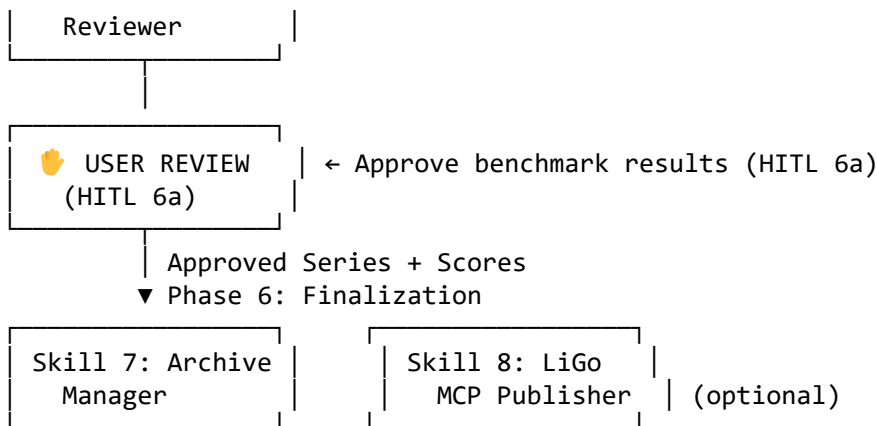 Reviewer
✋ USER REVIEW ← Approve benchmark results (HITL 6a)
(HITL 6a)
Approved Series + Scores
▼ Phase 6: Finalization
Skill 7: Archive Skill 8: LiGo
Manager MCP Publisher (optional)